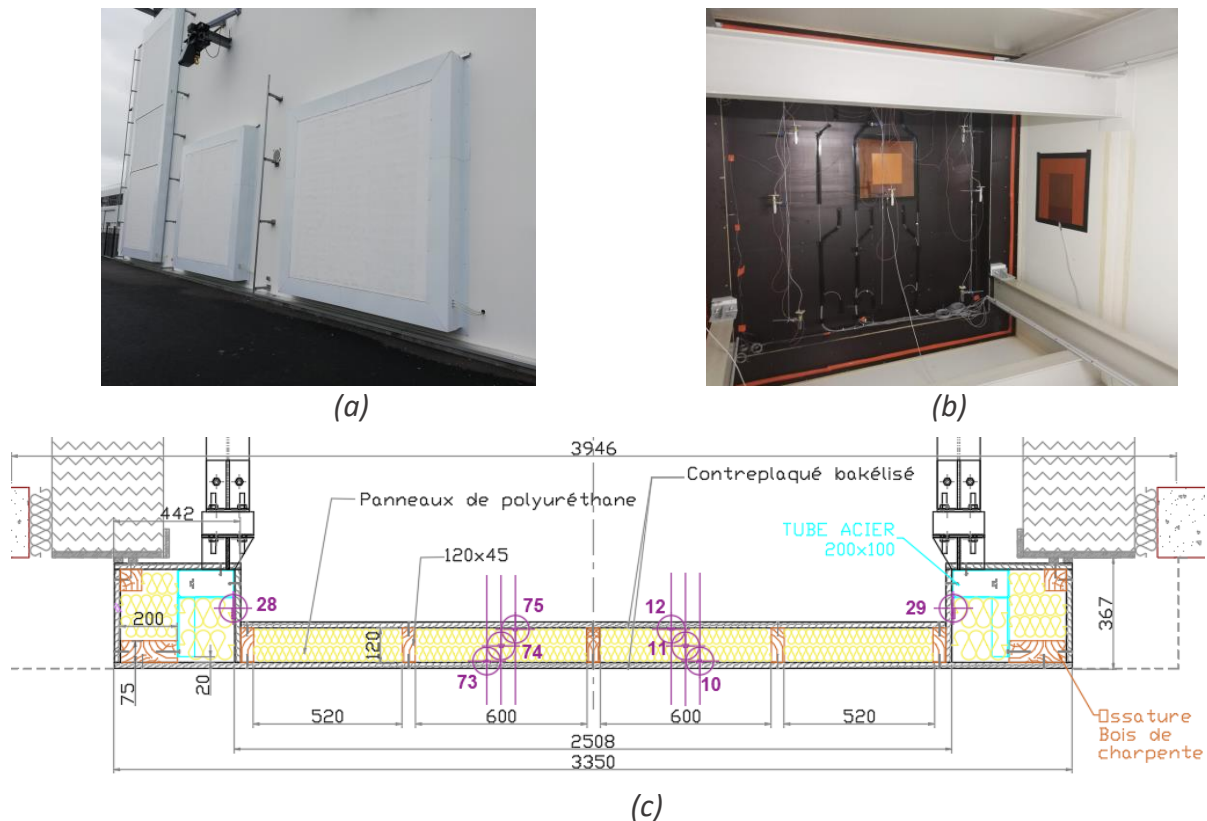 (a)
(b)
3946
Contreplaqué bakélisé
Panneaux de polyuréthane
442
TUBE ACIER
200x100
120x45
28
75
12
29
200
74
11
120
367
73
10
75
20
520
600
600
520
2508
3350
Ossature
Bois de
charpente
(c)